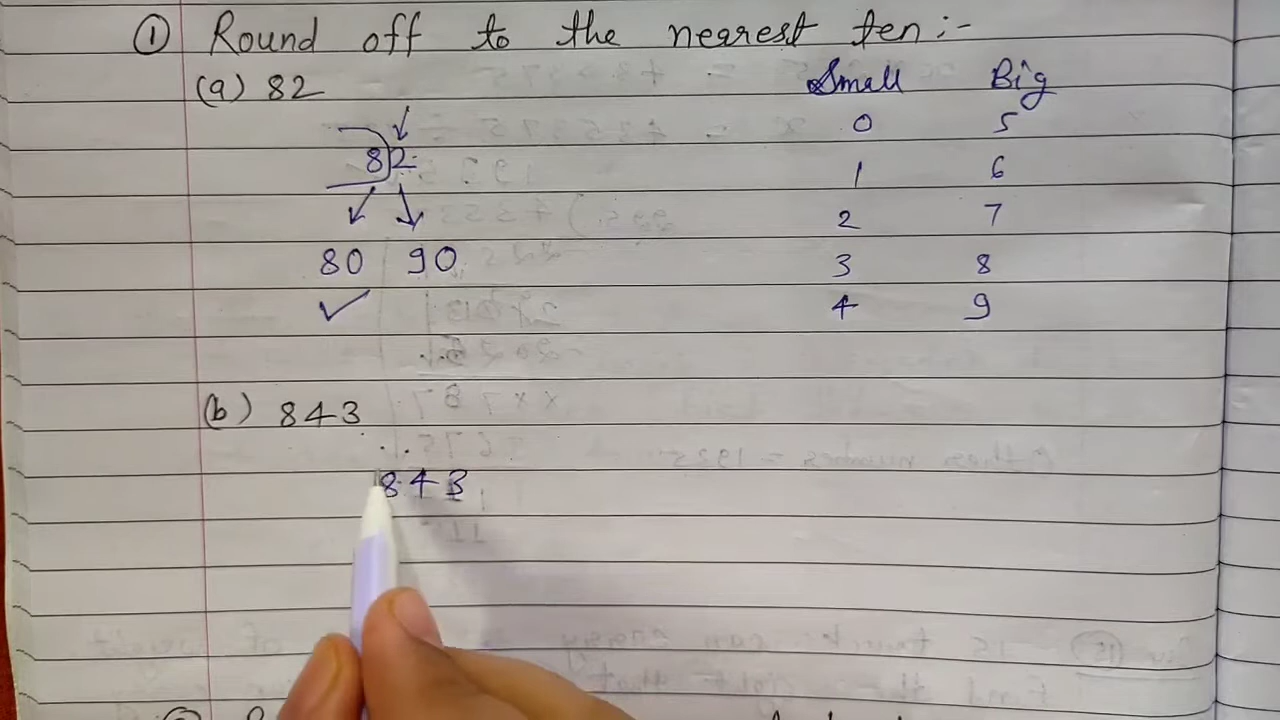 ① Round off to the nearest ten :-
(a) 82 Small Big
0 5
82 1 6
2 7
80 90 3 8
✓ 4 9
(b) 843
843